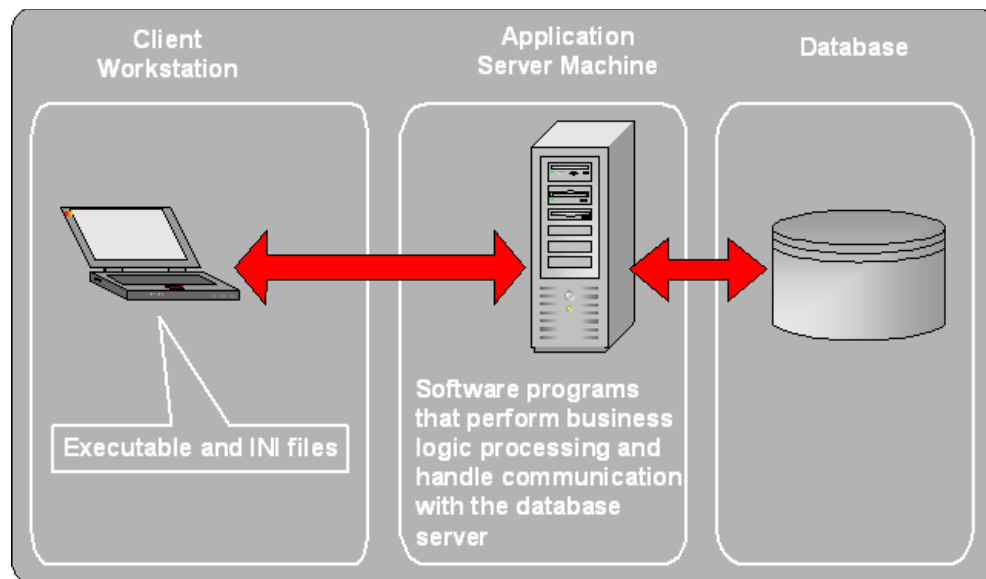 Client
Workstation
Application
Server Machine
Database
Executable and INI files
Software programs
that perform business
logic processing and
handle communication
with the database
server